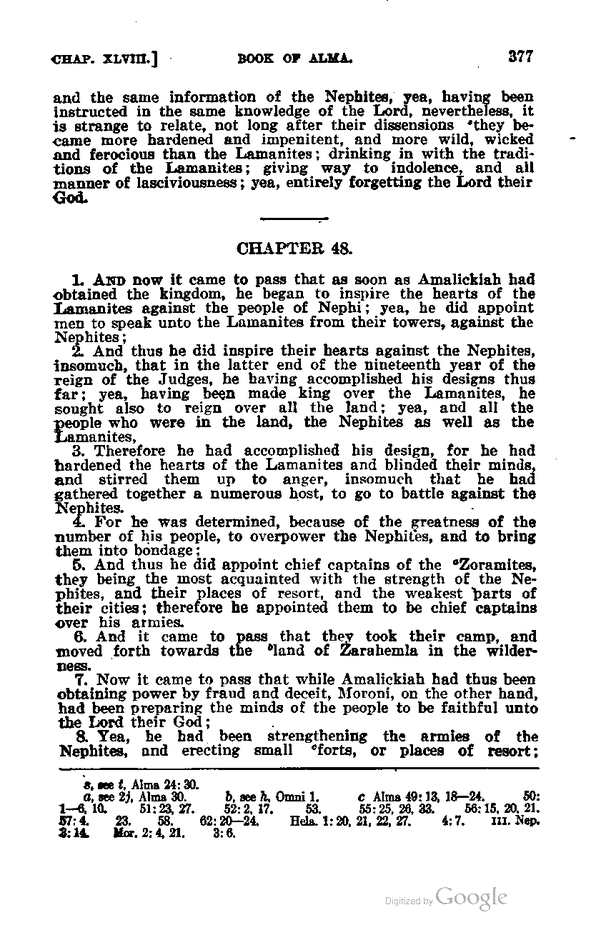 CHAP. XLVIII.] BOOK OF ALMA. 377
and the same information of the Nephites, yea, having been
instructed in the same knowledge of the Lord, nevertheless, it
is strange to relate, not long after their dissensions *they be-
came more hardened and impenitent, and more wild, wicked
and ferocious than the Lamanites; drinking in with the tradi-
tions of the Lamanites; giving way to indolence, and all
manner of lasciviousness; yea, entirely forgetting the Lord their
God.
CHAPTER 48.
1. AND now it came to pass that as soon as Amalickiah had
obtained the kingdom, he began to inspire the hearts of the
Lamanites against the people of Nephi; yea, he did appoint
men to speak unto the Lamanites from their towers, against the
Nephites;
2. And thus he did inspire their hearts against the Nephites,
insomuch, that in the latter end of the nineteenth year of the
reign of the Judges, he having accomplished his designs thus
far; yea, having been made king over the Lamanites, he
sought also to reign over all the land; yea, and all the
people who were in the land, the Nephites as well as the
Lamanites,
3. Therefore he had accomplished his design, for he had
hardened the hearts of the Lamanites and blinded their minds,
and stirred them up to anger, insomuch that he had
gathered together a numerous host, to go to battle against the
Nephites.
4. For he was determined, because of the greatness of the
number of his people, to overpower the Nephites, and to bring
them into bondage;
5. And thus he did appoint chief captains of the ᵃZoramites,
they being the most acquainted with the strength of the Ne-
phites, and their places of resort, and the weakest parts of
their cities; therefore he appointed them to be chief captains
over his armies.
6. And it came to pass that they took their camp, and
moved forth towards the ᵇland of Zarahemla in the wilder-
ness.
7. Now it came to pass that while Amalickiah had thus been
obtaining power by fraud and deceit, Moroni, on the other hand,
had been preparing the minds of the people to be faithful unto
the Lord their God;
8. Yea, he had been strengthening the armies of the
Nephites, and erecting small ᶜforts, or places of resort;
s, see t, Alma 24:30.
a, see 2j, Alma 30. b, see h, Omni 1. c Alma 49:13, 18—24. 50:
1—6, 10. 51:23, 27. 52:2, 17. 53. 55:25, 26, 33. 56:15, 20, 21.
57:4. 23. 58. 62:20—24. Hela. 1:20, 21, 22, 27. 4:7. III. Nep.
3:14. Mor. 2:4, 21. 3:6.
Digitized by Google